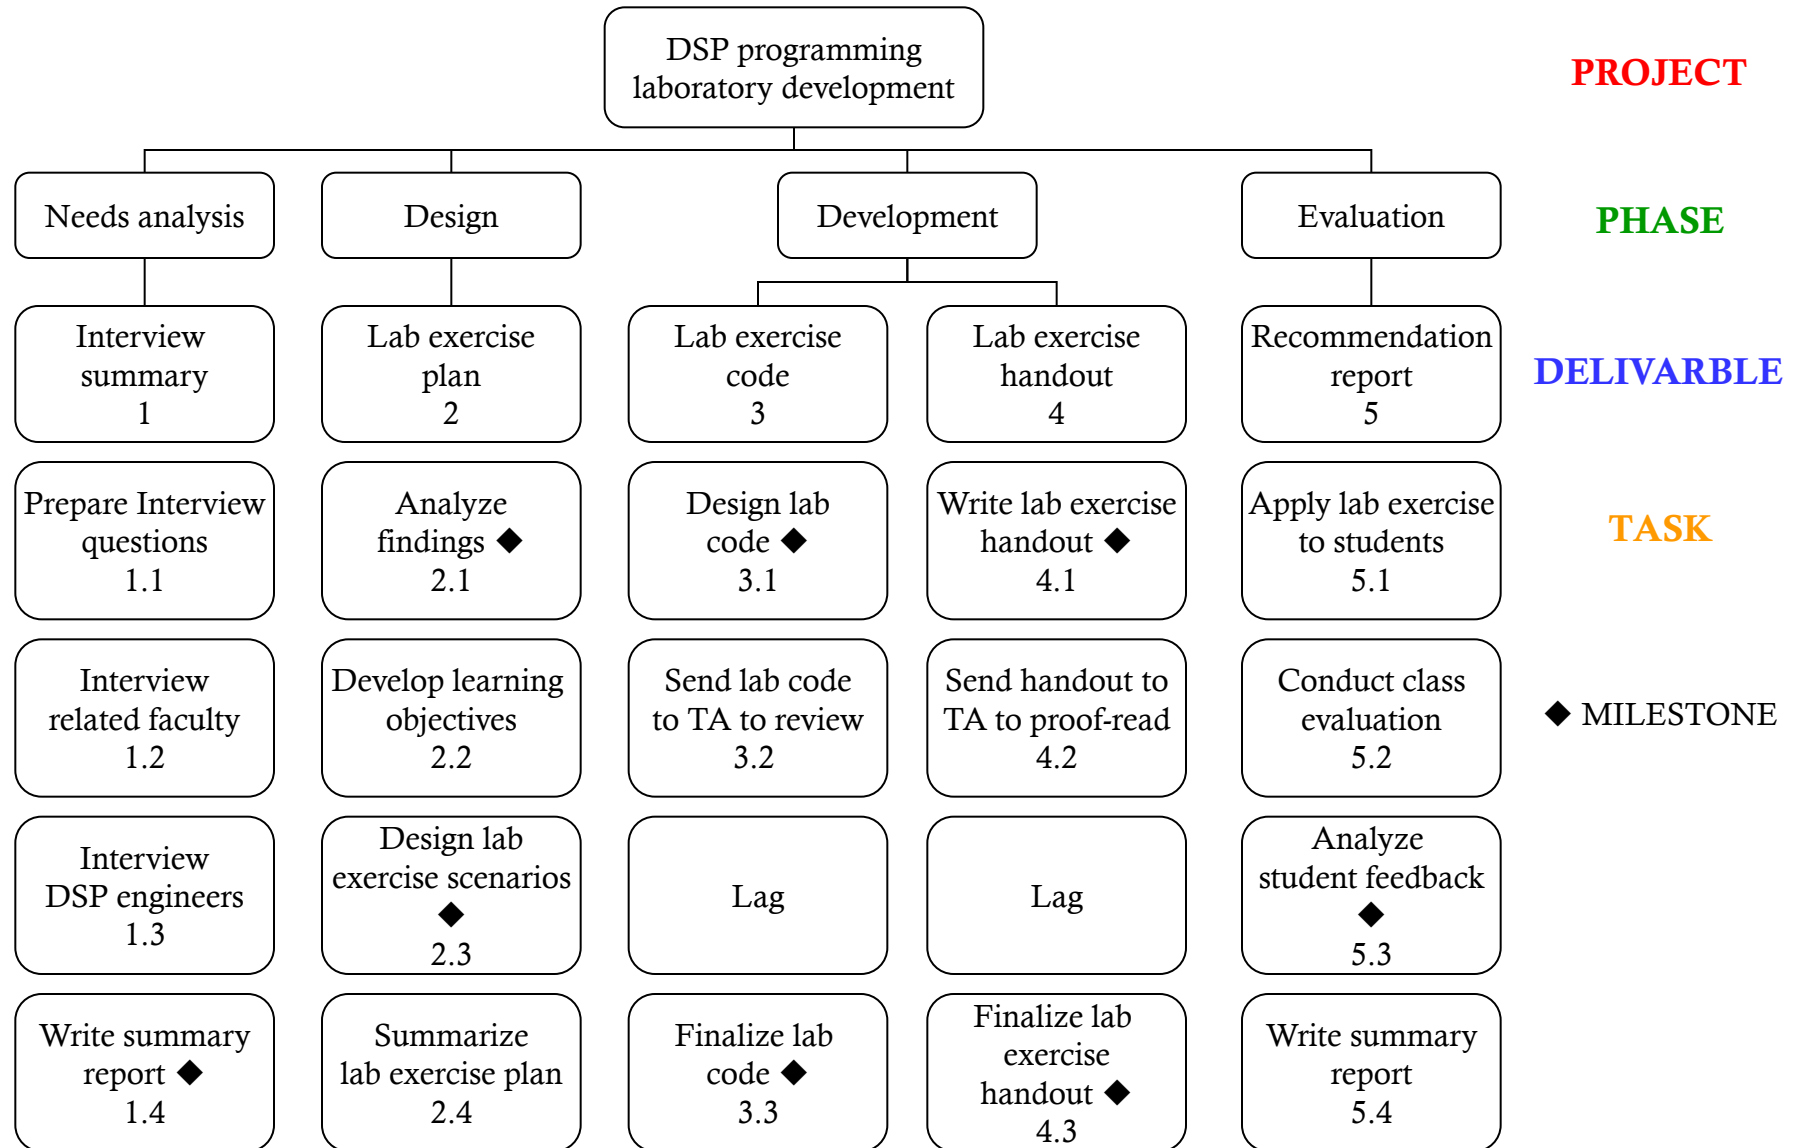 DSP programming
laboratory development
PROJECT
Needs analysis
Design
Development
Evaluation
PHASE
Interview
summary
1
Lab exercise
plan
2
Lab exercise
code
3
Lab exercise
handout
4
Recommendation
report
5
DELIVARBLE
Prepare Interview
questions
1.1
Analyze
findings ◆
2.1
Design lab
code ◆
3.1
Write lab exercise
handout ◆
4.1
Apply lab exercise
to students
5.1
TASK
Interview
related faculty
1.2
Develop learning
objectives
2.2
Send lab code
to TA to review
3.2
Send handout to
TA to proof-read
4.2
Conduct class
evaluation
5.2
◆ MILESTONE
Interview
DSP engineers
1.3
Design lab
exercise scenarios
◆
2.3
Lag
Lag
Analyze
student feedback
◆
5.3
Write summary
report ◆
1.4
Summarize
lab exercise plan
2.4
Finalize lab
code ◆
3.3
Finalize lab
exercise
handout ◆
4.3
Write summary
report
5.4